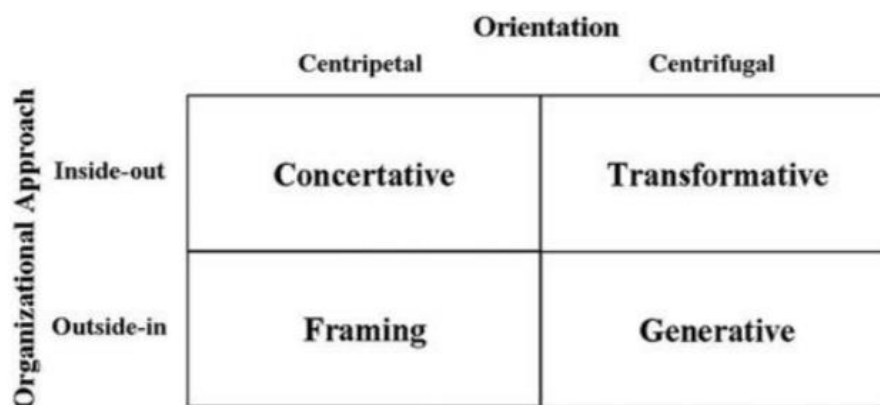 Orientation
Centripetal Centrifugal
Organizational Approach
Inside-out Concertative Transformative
Outside-in Framing Generative